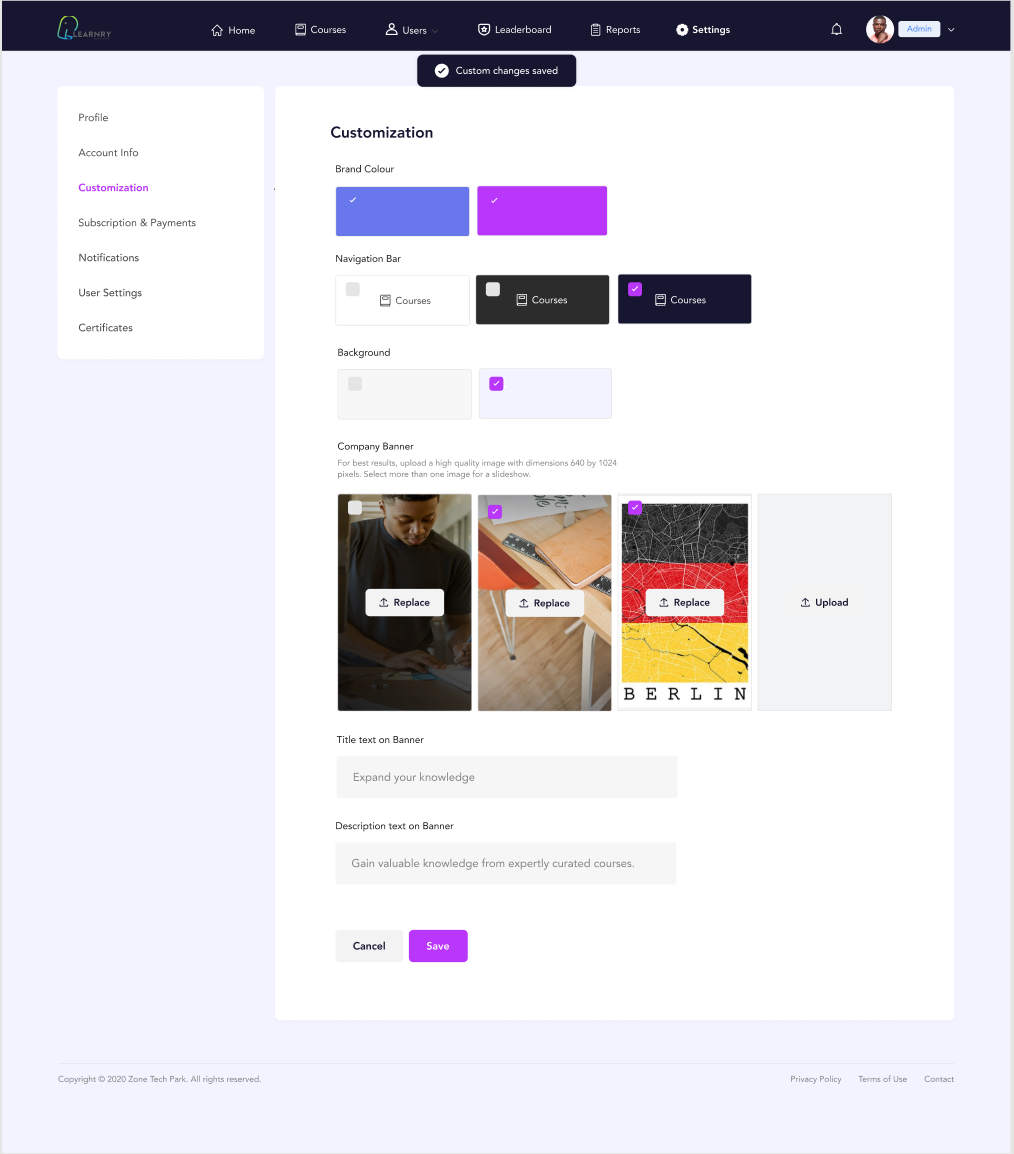 LEARNRY
Home
Courses
Users
Leaderboard
Reports
Settings
Admin
Custom changes saved
Profile
Account Info
Customization
Subscription & Payments
Notifications
User Settings
Certificates
Customization
Brand Colour
Navigation Bar
Courses
Courses
Courses
Background
Company Banner
For best results, upload a high quality image with dimensions 640 by 1024
pixels. Select more than one image for a slideshow.
Replace
Replace
Replace
Upload
BERLIN
Title text on Banner
Expand your knowledge
Description text on Banner
Gain valuable knowledge from expertly curated courses.
Cancel
Save
Copyright © 2020 Zone Tech Park. All rights reserved.
Privacy Policy
Terms of Use
Contact